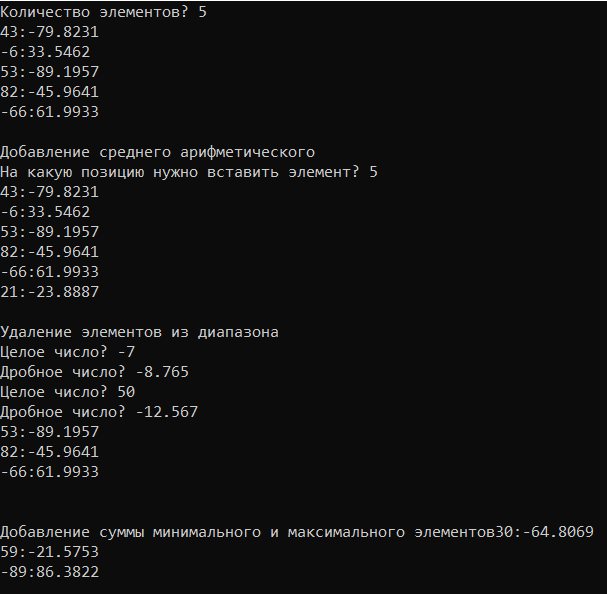 Количество элементов? 5
43:-79.8231
-6:33.5462
53:-89.1957
82:-45.9641
-66:61.9933
Добавление среднего арифметического
На какую позицию нужно вставить элемент? 5
43:-79.8231
-6:33.5462
53:-89.1957
82:-45.9641
-66:61.9933
21:-23.8887
Удаление элементов из диапазона
Целое число? -7
Дробное число? -8.765
Целое число? 50
Дробное число? -12.567
53:-89.1957
82:-45.9641
-66:61.9933
Добавление суммы минимального и максимального элементов30:-64.8069
59:-21.5753
-89:86.3822